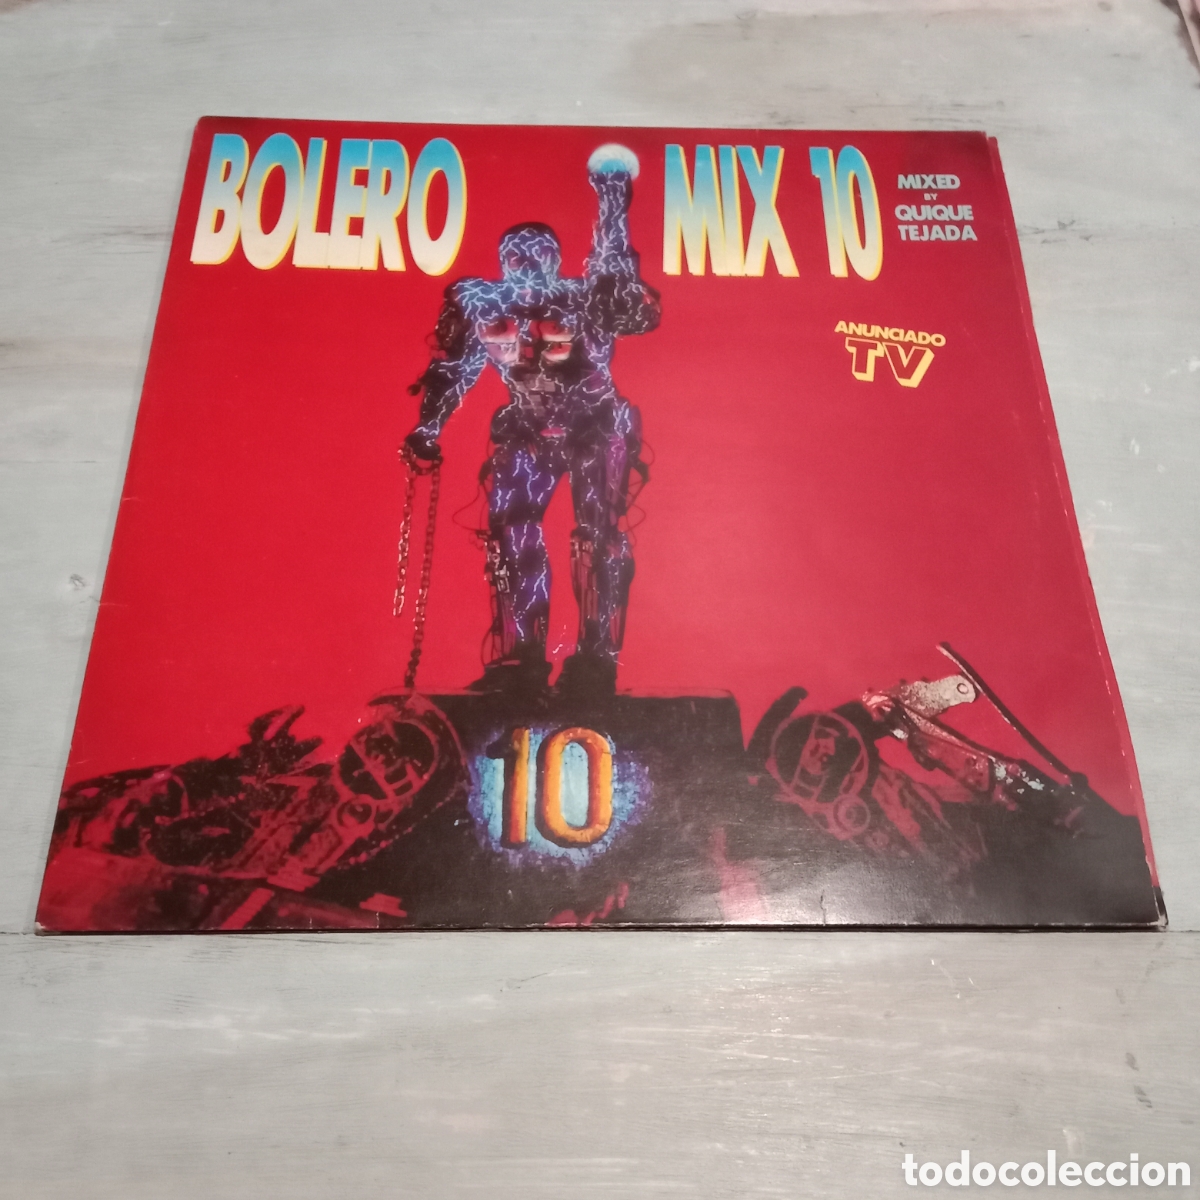 BOLERO MIX 10
MIXED
BY
QUIQUE
TEJADA
ANUNCIADO
TV
10
todocoleccion